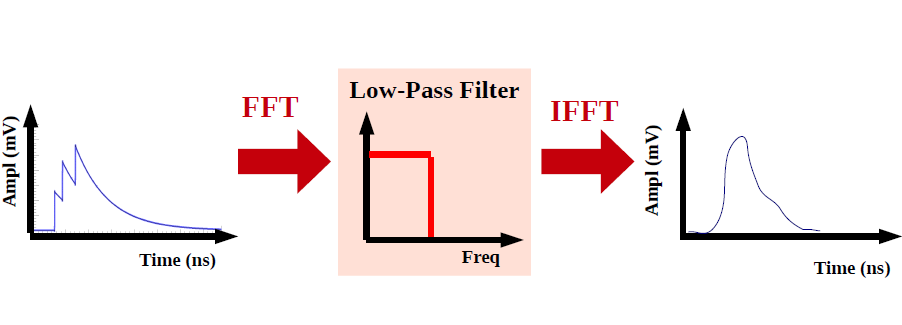 Ampl (mV)
Time (ns)
FFT
Low-Pass Filter
Freq
IFFT
Ampl (mV)
Time (ns)